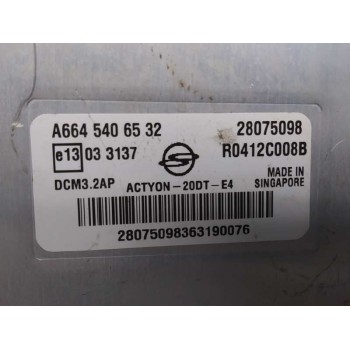 A664 540 65 32 28075098
e13 03 3137 R0412C008B
MADE IN
SINGAPORE
DCM3.2AP ACTYON-20DT-E4
28075098363190076